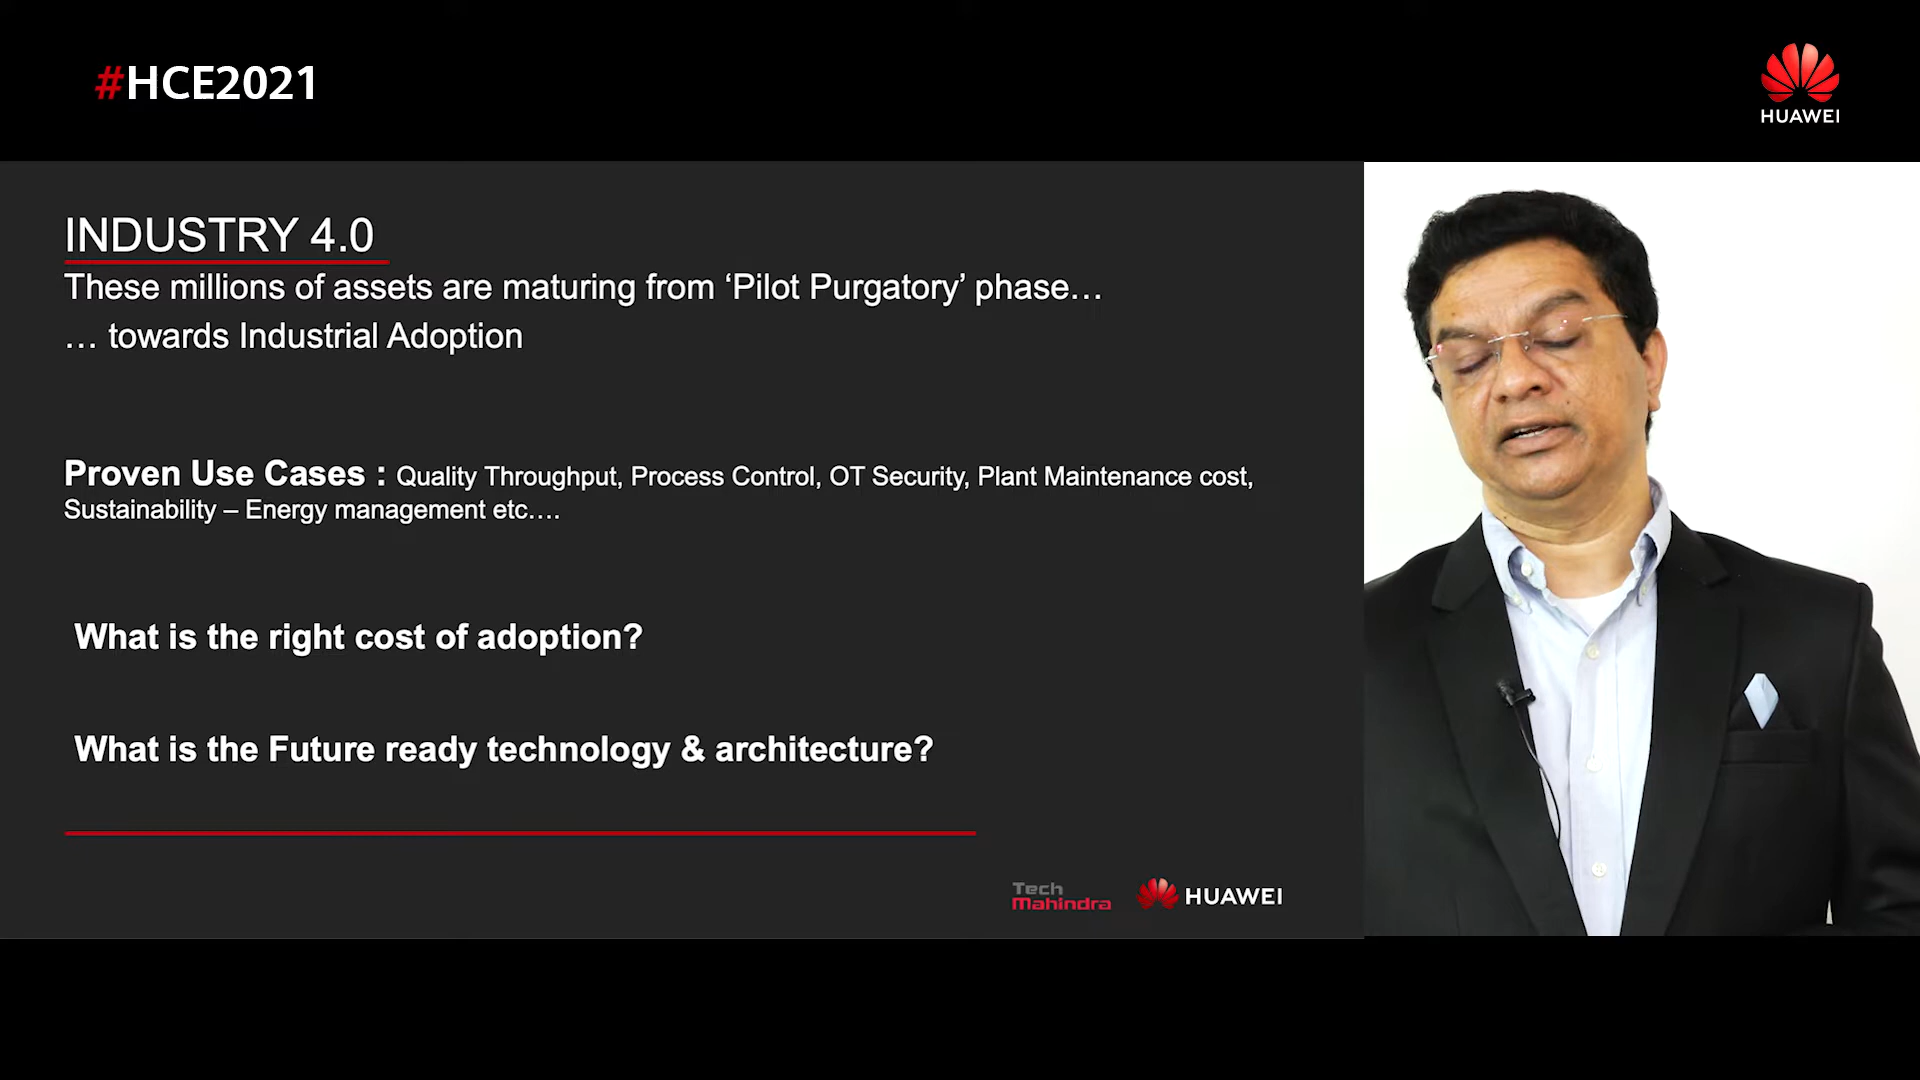 #HCE2021
HUAWEI
INDUSTRY 4.0
These millions of assets are maturing from ‘Pilot Purgatory’ phase…
… towards Industrial Adoption
Proven Use Cases : Quality Throughput, Process Control, OT Security, Plant Maintenance cost,
Sustainability – Energy management etc….
What is the right cost of adoption?
What is the Future ready technology & architecture?
Tech
Mahindra
HUAWEI